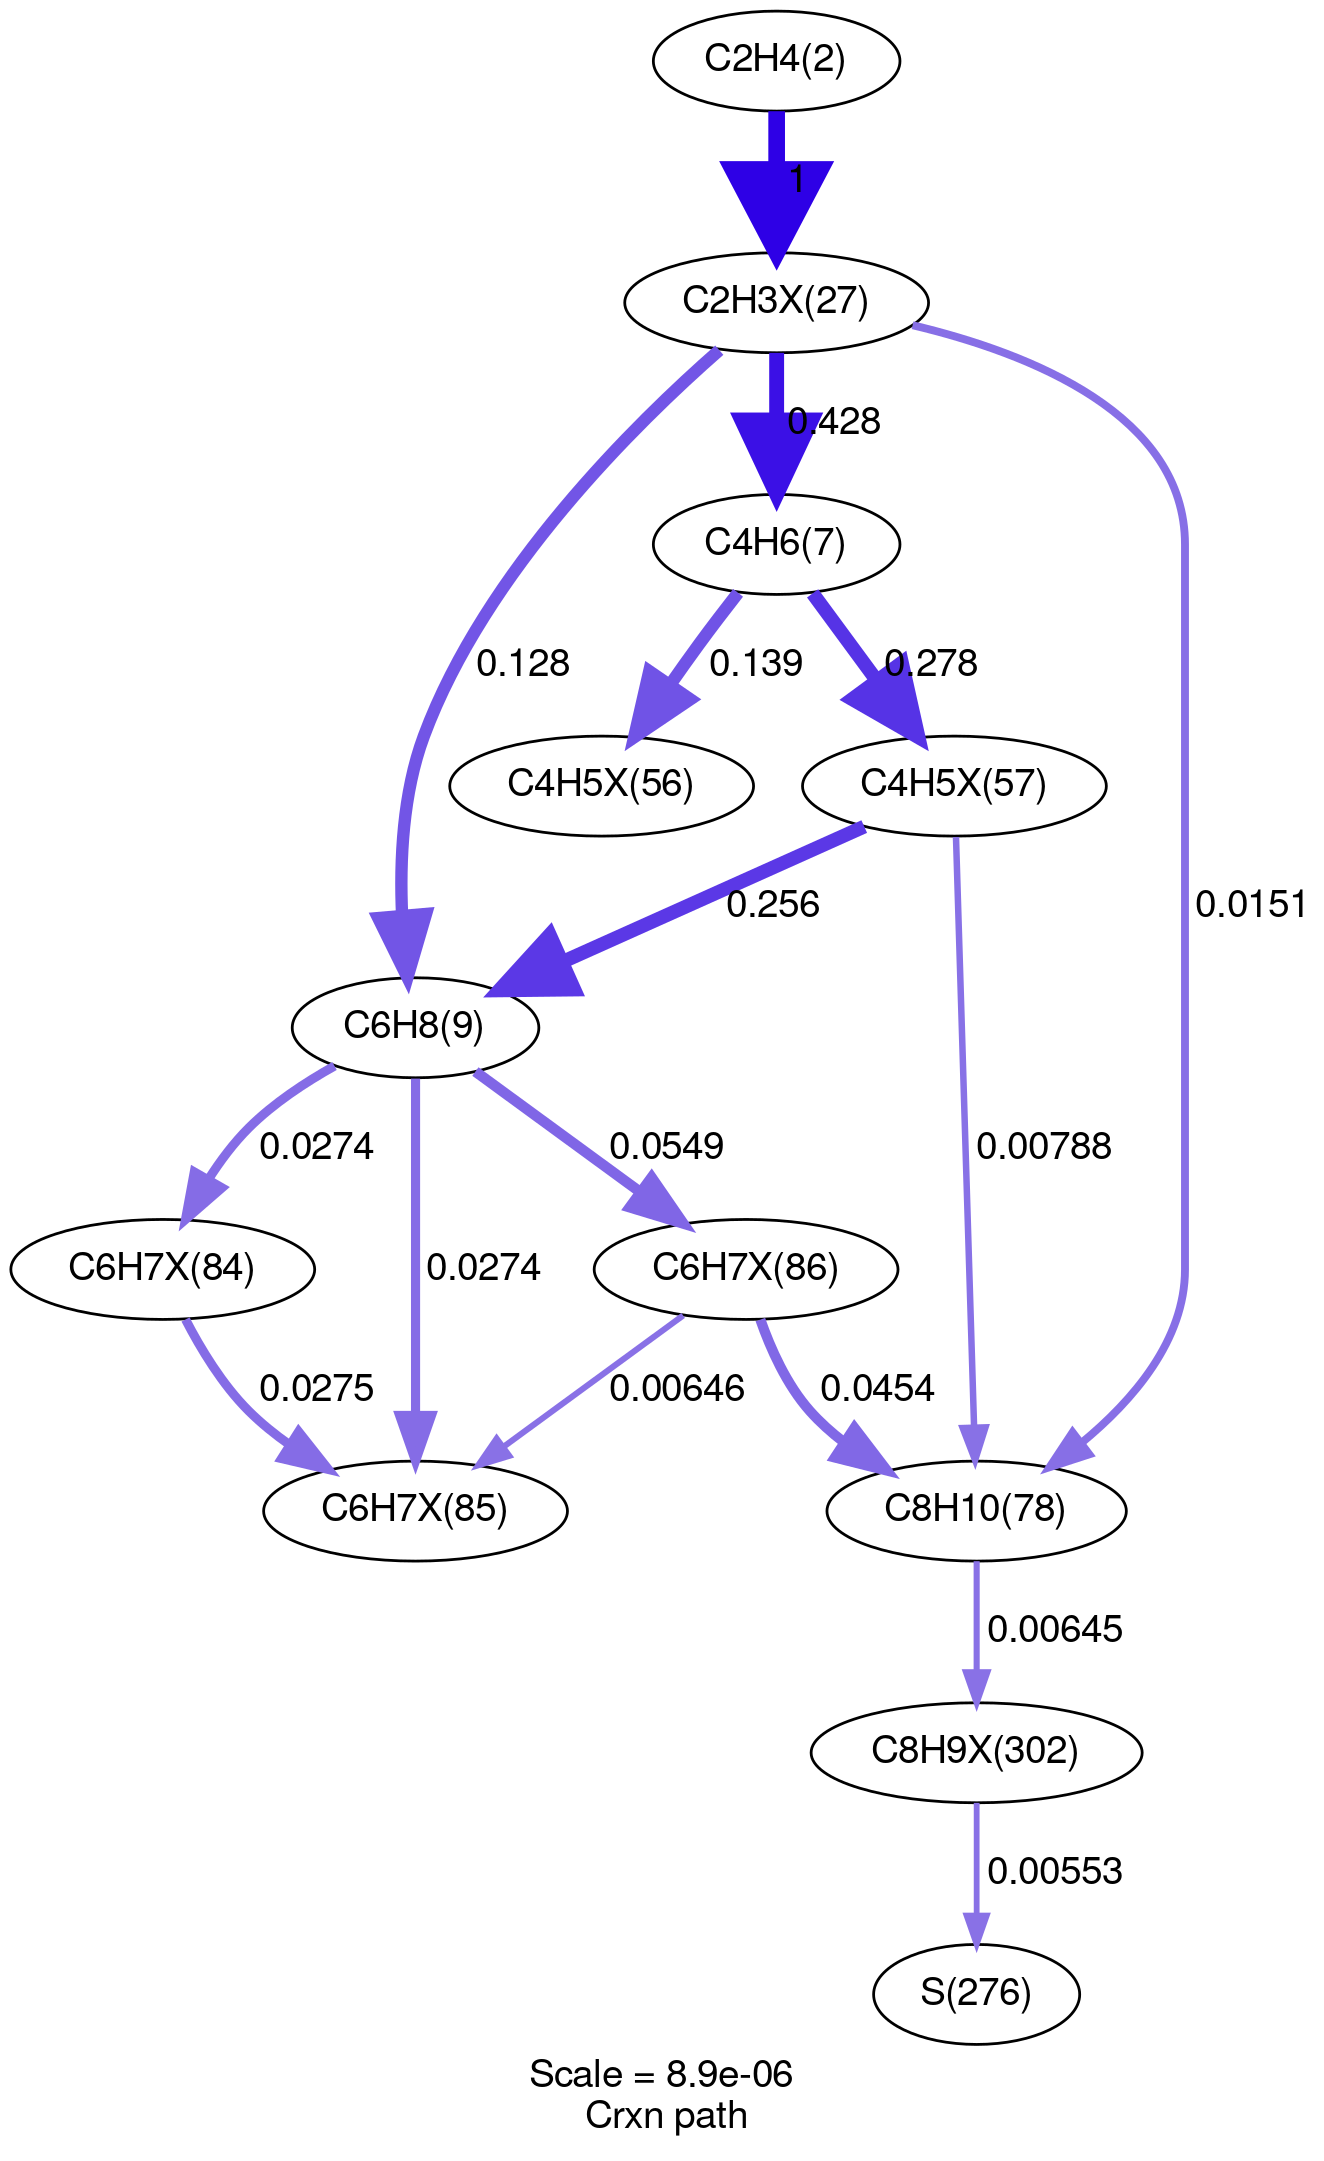 C2H4(2)
1
C2H3X(27)
0.428
C4H6(7)
0.128
0.139
0.278
C4H5X(56)
C4H5X(57)
0.256
0.0151
C6H8(9)
0.0274
0.0549
0.00788
C6H7X(84)
0.0274
C6H7X(86)
0.0275
0.00646
0.0454
C6H7X(85)
C8H10(78)
0.00645
C8H9X(302)
0.00553
S(276)
Scale = 8.9e-06
Crxn path